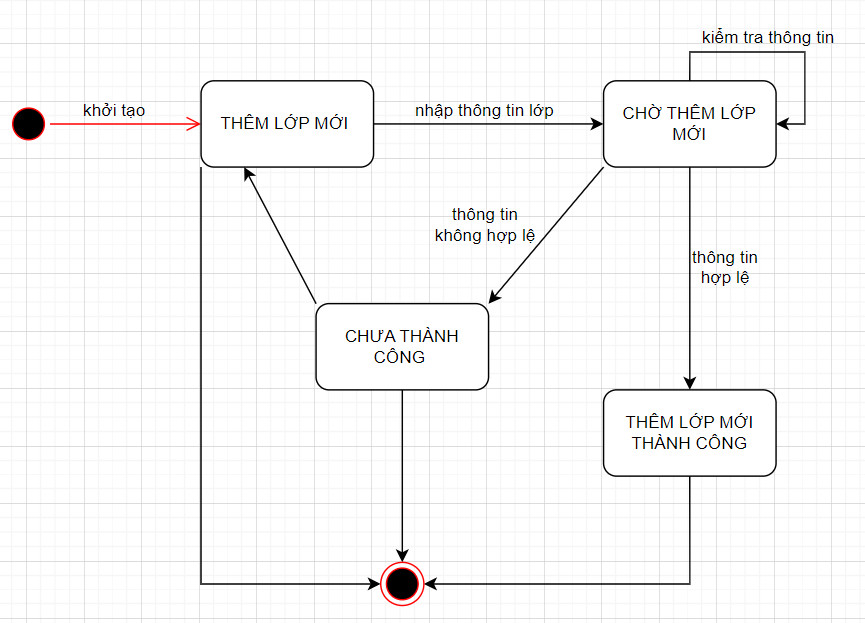 kiểm tra thông tin
khởi tạo
THÊM LỚP MỚI
nhập thông tin lớp
CHỜ THÊM LỚP
MỚI
thông tin
không hợp lệ
thông tin
hợp lệ
CHƯA THÀNH
CÔNG
THÊM LỚP MỚI
THÀNH CÔNG